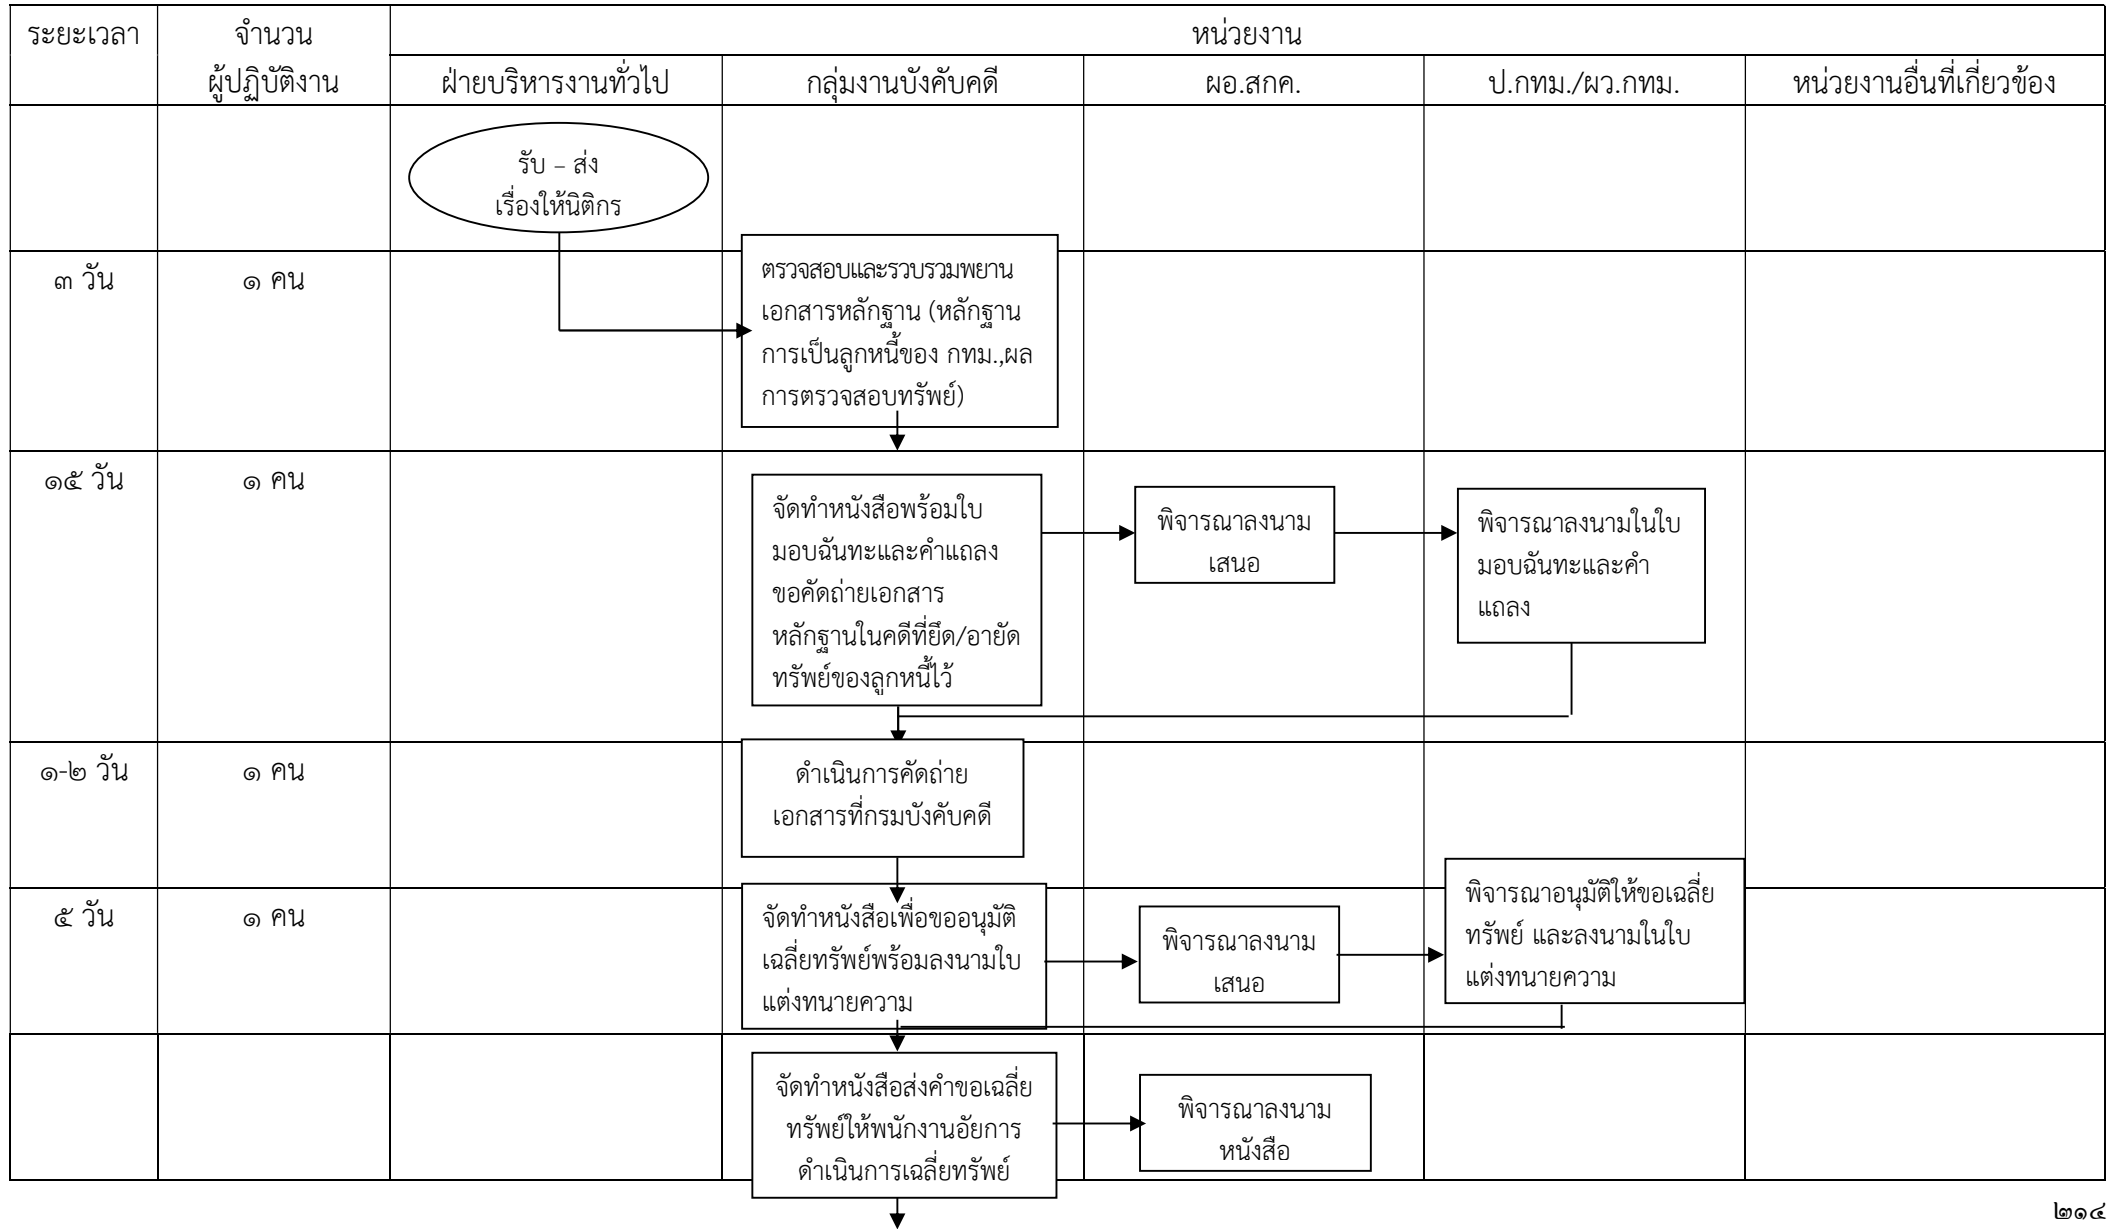 ระยะเวลา
จำนวน
ผู้ปฏิบัติงาน
หน่วยงาน
ฝ่ายบริหารงานทั่วไป
กลุ่มงานบังคับคดี
ผอ.สกค.
ป.กทม./ผว.กทม.
หน่วยงานอื่นที่เกี่ยวข้อง
รับ – ส่ง
เรื่องให้นิติกร
๓ วัน
๑ คน
ตรวจสอบและรวบรวมพยาน
เอกสารหลักฐาน (หลักฐาน
การเป็นลูกหนี้ของ กทม.,ผล
การตรวจสอบทรัพย์)
๑๕ วัน
๑ คน
จัดทำหนังสือพร้อมใบ
มอบฉันทะและคำแถลง
ขอคัดถ่ายเอกสาร
หลักฐานในคดีที่ยึด/อายัด
ทรัพย์ของลูกหนี้ไว้
พิจารณาลงนาม
เสนอ
พิจารณาลงนามในใบ
มอบฉันทะและคำ
แถลง
๑-๒ วัน
๑ คน
ดำเนินการคัดถ่าย
เอกสารที่กรมบังคับคดี
๕ วัน
๑ คน
จัดทำหนังสือเพื่อขออนุมัติ
เฉลี่ยทรัพย์พร้อมลงนามใบ
แต่งทนายความ
พิจารณาลงนาม
เสนอ
พิจารณาอนุมัติให้ขอเฉลี่ย
ทรัพย์ และลงนามในใบ
แต่งทนายความ
จัดทำหนังสือส่งคำขอเฉลี่ย
ทรัพย์ให้พนักงานอัยการ
ดำเนินการเฉลี่ยทรัพย์
พิจารณาลงนาม
หนังสือ
๒๑๔